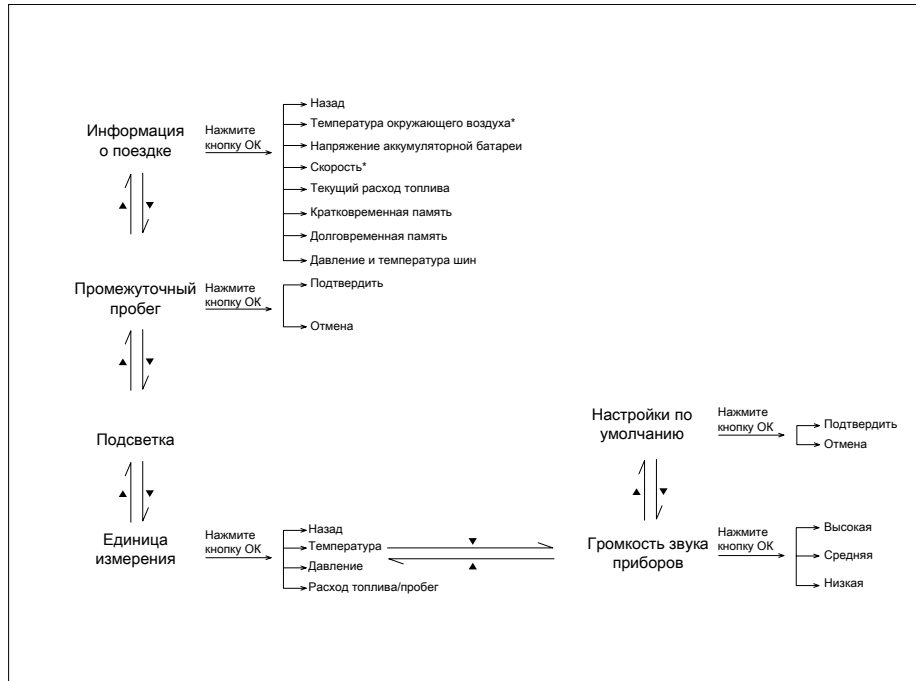 Информация
о поездке
Нажмите
кнопку ОК
Назад
Температура окружающего воздуха*
Напряжение аккумуляторной батареи
Скорость*
Текущий расход топлива
Кратковременная память
Долговременная память
Давление и температура шин
Промежуточный
пробег
Нажмите
кнопку ОК
Подтвердить
Отмена
Подсветка
Единица
измерения
Нажмите
кнопку ОК
Назад
Температура
Давление
Расход топлива/пробег
Настройки по
умолчанию
Нажмите
кнопку ОК
Подтвердить
Отмена
Громкость звука
приборов
Нажмите
кнопку ОК
Высокая
Средняя
Низкая